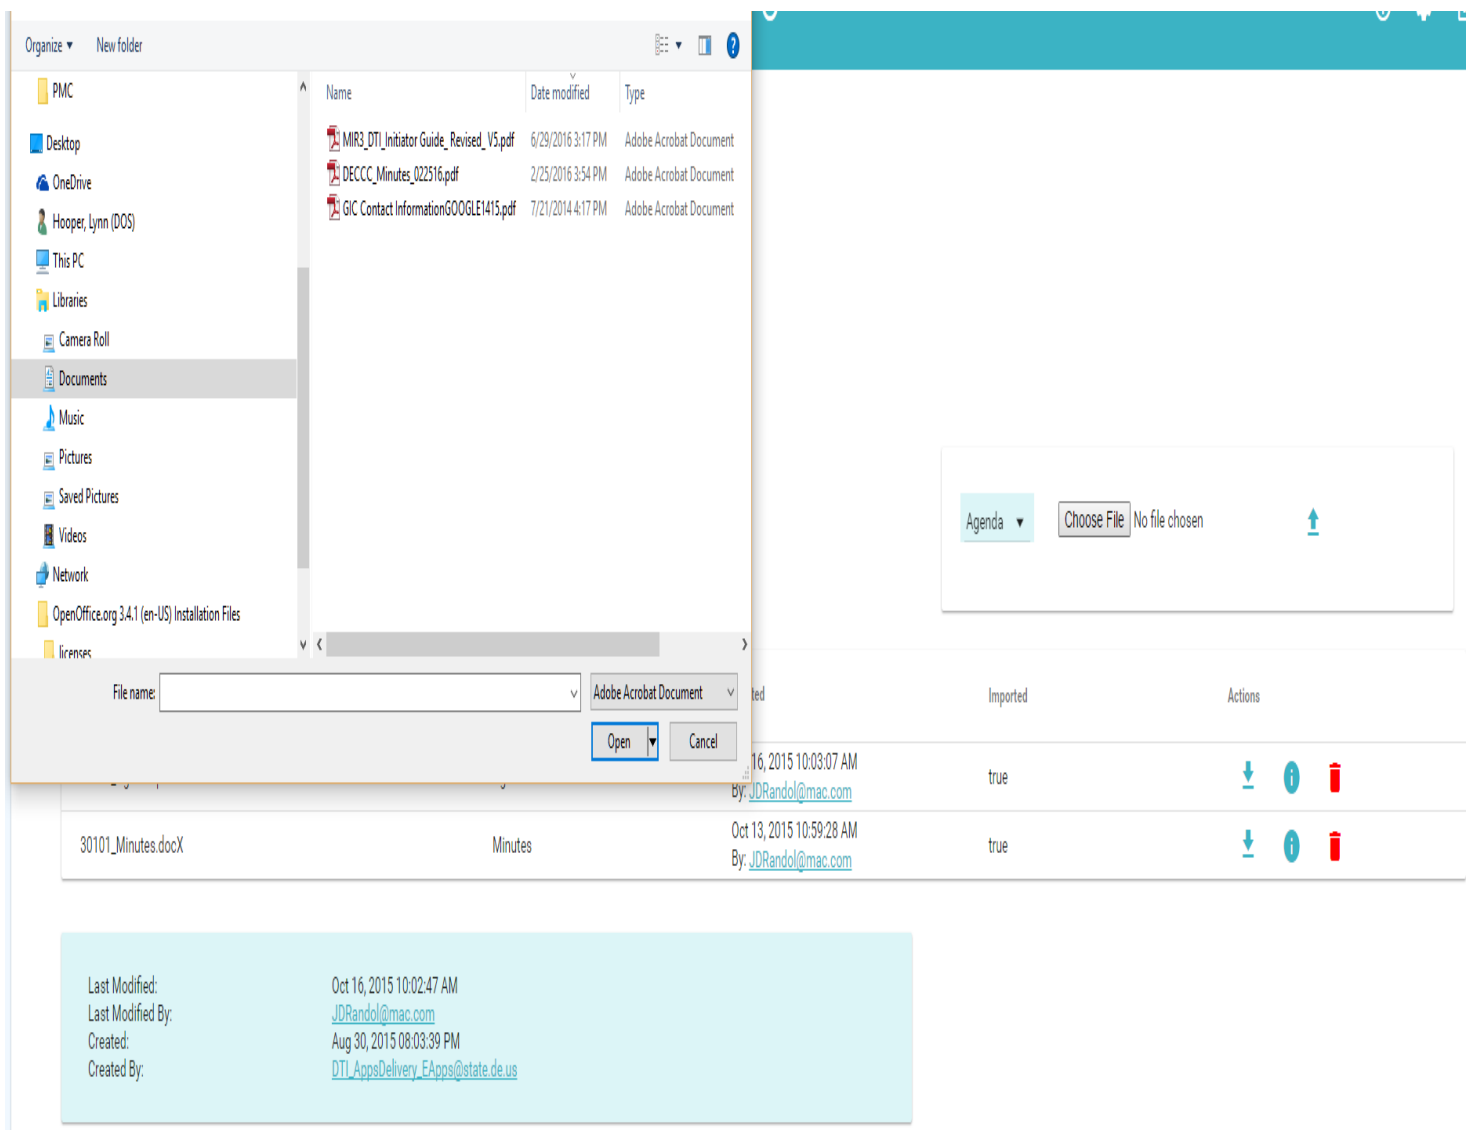 Organize New folder
PMC
Desktop
OneDrive
Hooper, Lynn (DOS)
This PC
Libraries
Camera Roll
Documents
Music
Pictures
Saved Pictures
Videos
Network
OpenOffice.org 3.4.1 (en-US) Installation Files
licenses
Name Date modified Type
MIR3_DTI_Initiator Guide_ Revised_ V5.pdf 6/29/2016 3:17 PM Adobe Acrobat Document
DECCC_Minutes_022516.pdf 2/25/2016 3:54 PM Adobe Acrobat Document
GIC Contact InformationGOOGLE1415.pdf 7/21/2014 4:17 PM Adobe Acrobat Document
File name: Adobe Acrobat Document
Open Cancel
Agenda Choose File No file chosen
ted Imported Actions
16, 2015 10:03:07 AM
By: JDRandol@mac.com
true
30101_Minutes.docX Minutes
Oct 13, 2015 10:59:28 AM
By: JDRandol@mac.com
true
Last Modified: Oct 16, 2015 10:02:47 AM
Last Modified By: JDRandol@mac.com
Created: Aug 30, 2015 08:03:39 PM
Created By: DTI_AppsDelivery_EApps@state.de.us